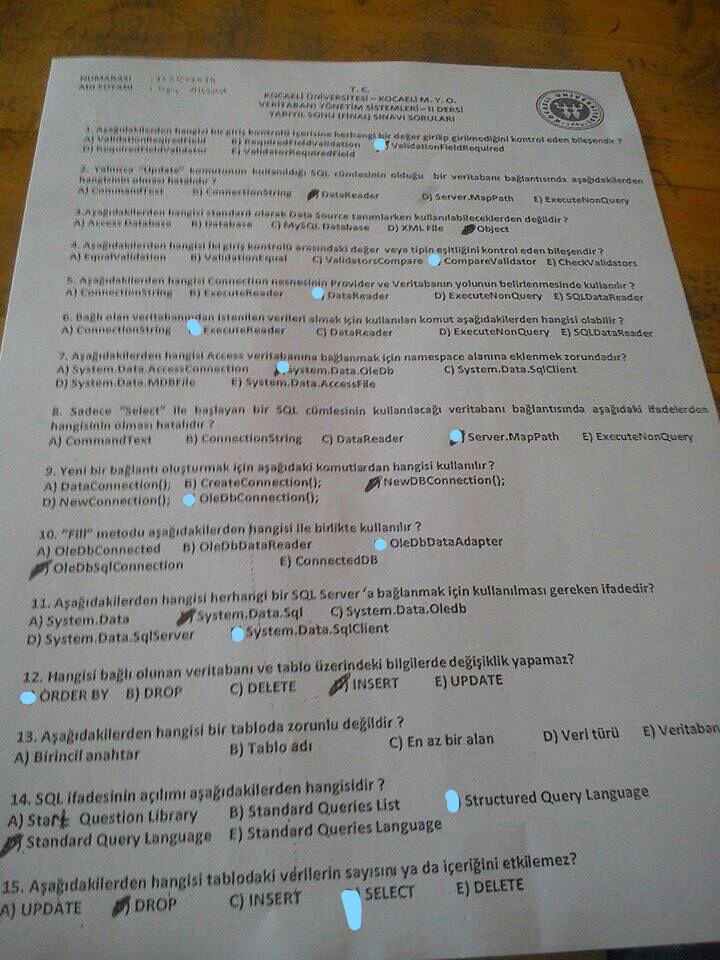 NUMARASI :
ADI SOYADI :
T. C.
KOCAELİ ÜNİVERSİTESİ – KOCAELİ M. Y. O.
VERİTABANI YÖNETİM SİSTEMLERİ – II DERSİ
YARIYIL SONU (FİNAL) SINAVI SORULARI
KOCAELİ ÜNİVERSİTESİ
1. Aşağıdakilerden hangisi bir giriş kontrolü içerisine herhangi bir değer girilip girilmediğini kontrol eden bileşendir ?
A) ValidationReqiredField B) RequiredFieldValidation ValidationFieldRequired
D) RequiredFieldValidator E) ValidatorRequiredField
2. Yalnızca "Update" komutunun kullanıldığı SQL cümlesinin olduğu bir veritabanı bağlantısında aşağıdakilerden
hangisinin olması hatalıdır ?
A) CommandText B) ConnectionString DataReader D) Server.MapPath E) ExecuteNonQuery
3.Aşağıdakilerden hangisi standard olarak Data Source tanımlarken kullanılabileceklerden değildir ?
A) Access Database B) Database C) MySQL Database D) XML File Object
4. Aşağıdakilerden hangisi iki giriş kontrolü arasındaki değer veya tipin eşitliğini kontrol eden bileşendir ?
A) EqualValidation B) ValidationEqual C) ValidatorsCompare CompareValidator E) CheckValidators
5. Aşağıdakilerden hangisi Connection nesnesinin Provider ve Veritabanın yolunun belirlenmesinde kullanılır ?
A) ConnectionString B) ExecuteReader DataReader D) ExecuteNonQuery E) SQLDataReader
6. Bağlı olan veritabanından istenilen verileri almak için kullanılan komut aşağıdakilerden hangisi olabilir ?
A) ConnectionString ExecuteReader C) DataReader D) ExecuteNonQuery E) SQLDataReader
7. Aşağıdakilerden hangisi Access veritabanına bağlanmak için namespace alanına eklenmek zorundadır?
A) System.Data.AccessConnection System.Data.OleDb C) System.Data.SqlClient
D) System.Data.MDBFile E) System.Data.AccessFile
8. Sadece "Select" ile başlayan bir SQL cümlesinin kullanılacağı veritabanı bağlantısında aşağıdaki ifadelerden
hangisinin olması hatalıdır ?
A) CommandText B) ConnectionString C) DataReader Server.MapPath E) ExecuteNonQuery
9. Yeni bir bağlantı oluşturmak için aşağıdaki komutlardan hangisi kullanılır ?
A) DataConnection(); B) CreateConnection(); NewDBConnection();
D) NewConnection(); OleDbConnection();
10. "Fill" metodu aşağıdakilerden hangisi ile birlikte kullanılır ?
A) OleDbConnected B) OleDbDataReader OleDbDataAdapter
OleDbSqlConnection E) ConnectedDB
11. Aşağıdakilerden hangisi herhangi bir SQL Server'a bağlanmak için kullanılması gereken ifadedir?
A) System.Data System.Data.Sql C) System.Data.Oledb
D) System.Data.SqlServer System.Data.SqlClient
12. Hangisi bağlı olunan veritabanı ve tablo üzerindeki bilgilerde değişiklik yapamaz?
ORDER BY B) DROP C) DELETE INSERT E) UPDATE
13. Aşağıdakilerden hangisi bir tabloda zorunlu değildir ?
A) Birincil anahtar B) Tablo adı C) En az bir alan D) Veri türü E) Veritaban
14. SQL ifadesinin açılımı aşağıdakilerden hangisidir ?
A) Question Library B) Standard Queries List Structured Query Language
Standard Query Language E) Standard Queries Language
15. Aşağıdakilerden hangisi tablodaki verilerin sayısını ya da içeriğini etkilemez?
A) UPDATE DROP C) INSERT SELECT E) DELETE